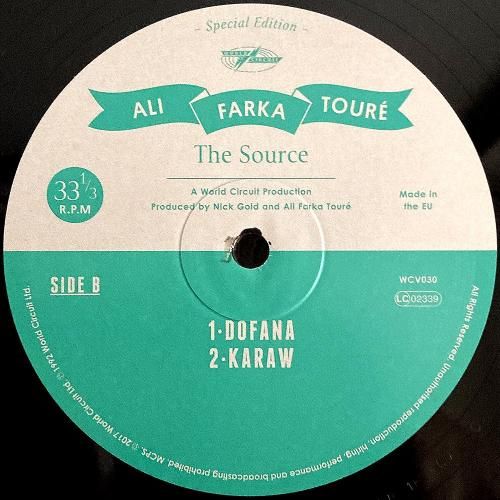 - Special Edition -
WORLD CIRCUIT
ALI FARKA TOURÉ
The Source
33 1/3
R.P.M
A World Circuit Production
Produced by Nick Gold and Ali Farka Touré
Made in
the EU
SIDE B
WCV030
LC 02339
1·DOFANA
2·KARAW
All Rights Reserved. Unauthorised reproduction, hiring, performance and broadcasting prohibited. MCPS. © 2017 World Circuit Ltd. ℗ 1992 World Circuit Ltd.